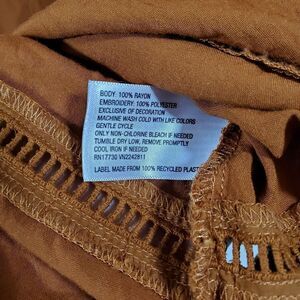 BODY: 100% RAYON
EMBROIDERY: 100% POLYESTER
EXCLUSIVE OF DECORATION
MACHINE WASH COLD WITH LIKE COLORS
GENTLE CYCLE
ONLY NON-CHLORINE BLEACH IF NEEDED
TUMBLE DRY LOW, REMOVE PROMPTLY
COOL IRON IF NEEDED
RN17730 VN2242811
LABEL MADE FROM 100% RECYCLED PLAST